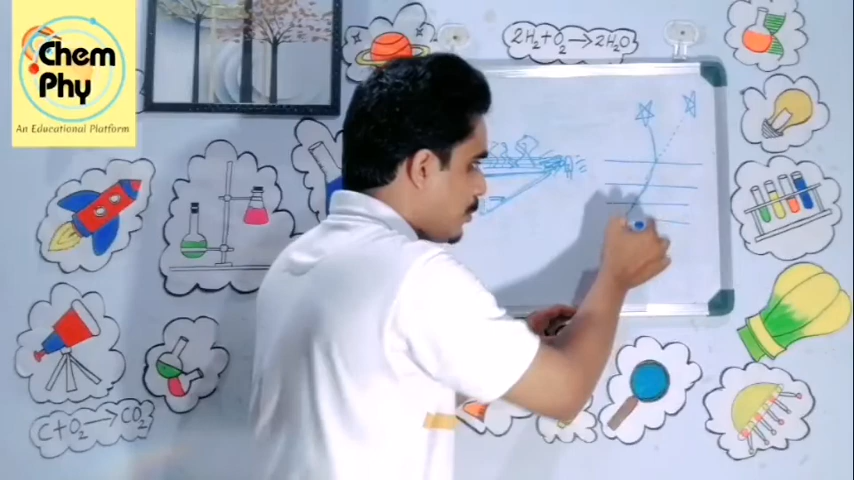 Chem
Phy
An Educational Platform
2H₂+O₂→2H₂O
C+O₂→CO₂